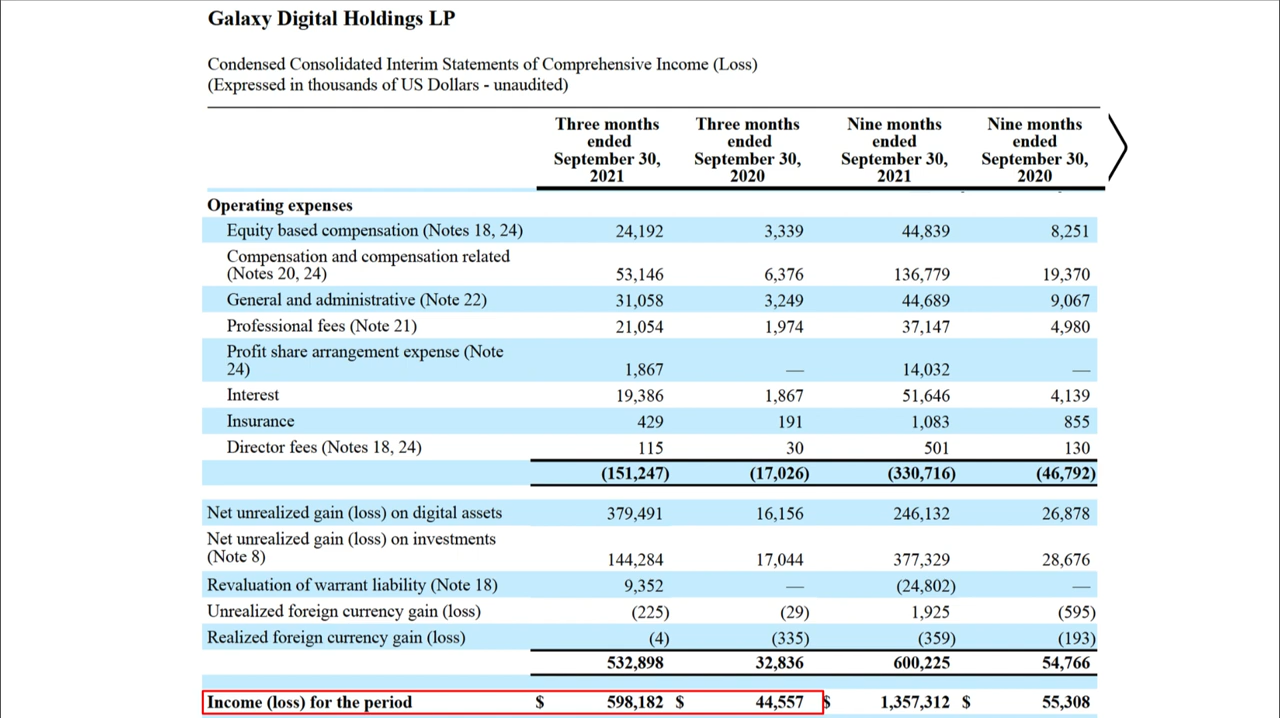 Galaxy Digital Holdings LP
Condensed Consolidated Interim Statements of Comprehensive Income (Loss)
(Expressed in thousands of US Dollars - unaudited)
Three months ended September 30, 2021 Three months ended September 30, 2020 Nine months ended September 30, 2021 Nine months ended September 30, 2020
Operating expenses
Equity based compensation (Notes 18, 24) 24,192 3,339 44,839 8,251
Compensation and compensation related
(Notes 20, 24) 53,146 6,376 136,779 19,370
General and administrative (Note 22) 31,058 3,249 44,689 9,067
Professional fees (Note 21) 21,054 1,974 37,147 4,980
Profit share arrangement expense (Note
24) 1,867 — 14,032 —
Interest 19,386 1,867 51,646 4,139
Insurance 429 191 1,083 855
Director fees (Notes 18, 24) 115 30 501 130
(151,247) (17,026) (330,716) (46,792)
Net unrealized gain (loss) on digital assets 379,491 16,156 246,132 26,878
Net unrealized gain (loss) on investments
(Note 8) 144,284 17,044 377,329 28,676
Revaluation of warrant liability (Note 18) 9,352 — (24,802) —
Unrealized foreign currency gain (loss) (225) (29) 1,925 (595)
Realized foreign currency gain (loss) (4) (335) (359) (193)
532,898 32,836 600,225 54,766
Income (loss) for the period $ 598,182 $ 44,557 $ 1,357,312 $ 55,308